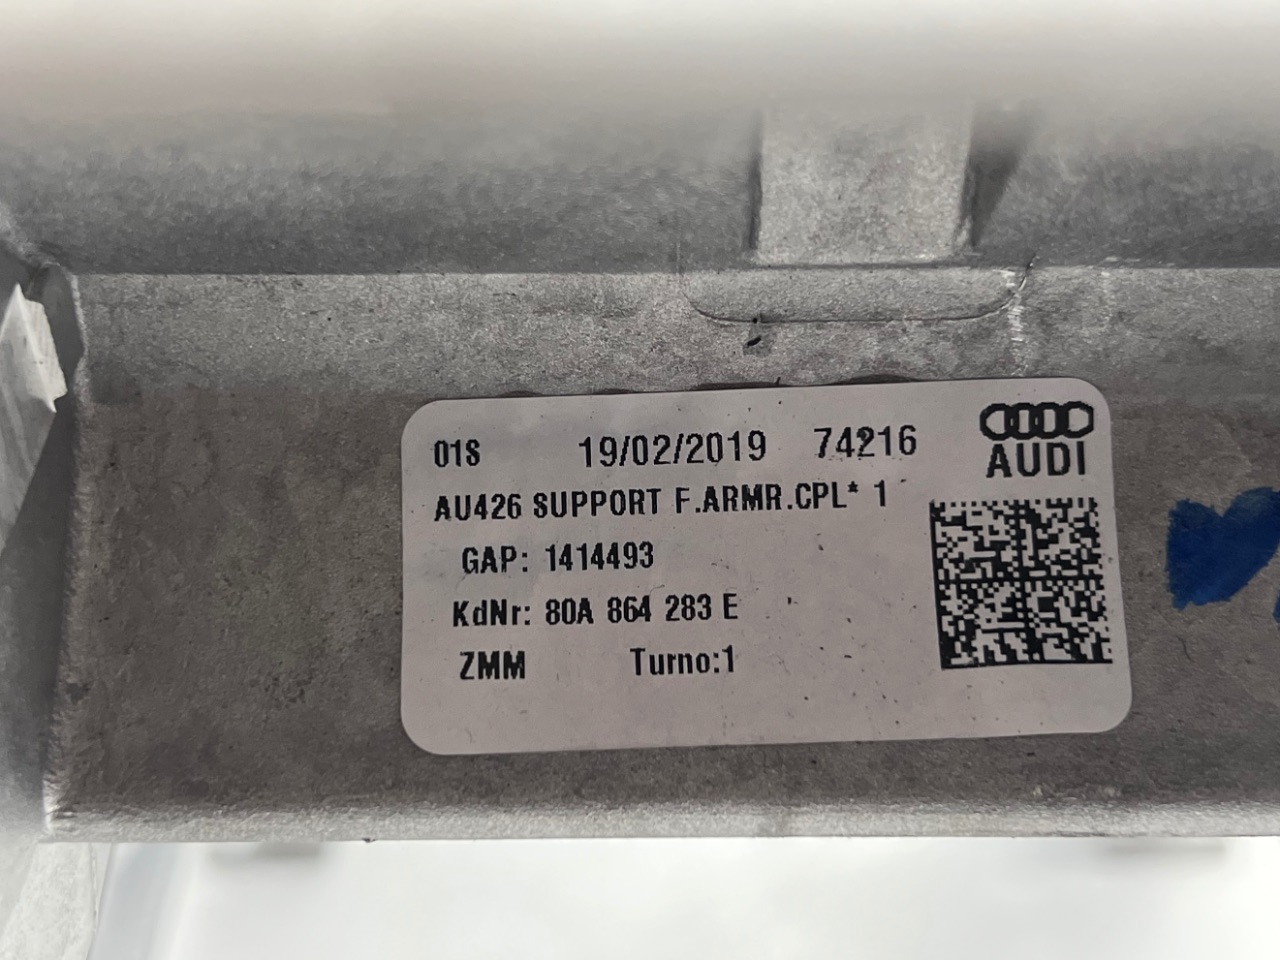 01S 19/02/2019 74216
AUDI
AU426 SUPPORT F.ARMR.CPL* 1
GAP: 1414493
KdNr: 80A 864 283 E
ZMM Turno:1